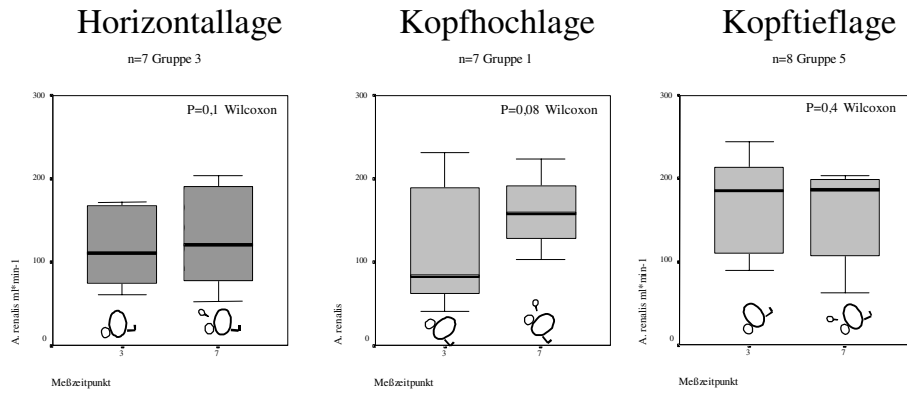 Horizontallage
n=7 Gruppe 3
P=0,1 Wilcoxon
300
200
100
0
A. renalis ml*min-1
3
7
Meßzeitpunkt
Kopfhochlage
n=7 Gruppe 1
P=0,08 Wilcoxon
300
200
100
0
A. renalis
3
7
Meßzeitpunkt
Kopftieflage
n=8 Gruppe 5
P=0,4 Wilcoxon
300
200
100
0
A. renalis ml*min-1
3
7
Meßzeitpunkt